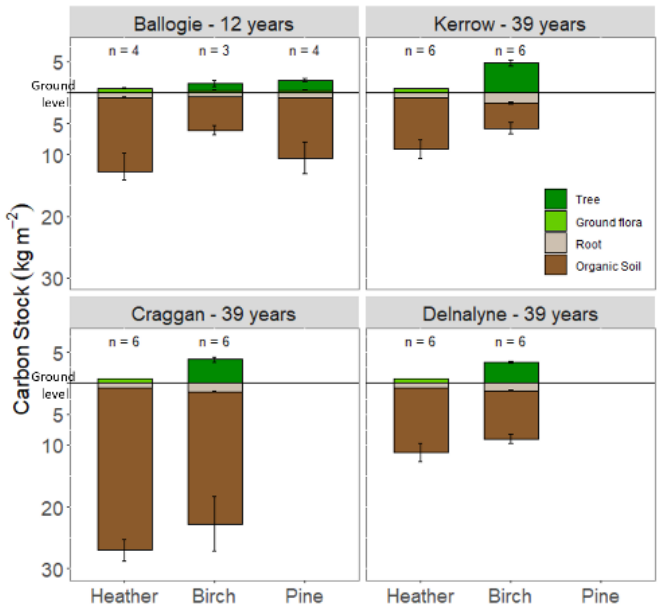 Ballogie - 12 years
Kerrow - 39 years
n = 4
n = 3
n = 4
n = 6
n = 6
5
Ground
level
5
10
20
30
Tree
Ground flora
Root
Organic Soil
Carbon Stock (kg m⁻²)
Craggan - 39 years
Delnalyne - 39 years
n = 6
n = 6
n = 6
n = 6
5
Ground
level
5
10
20
30
Heather
Birch
Pine
Heather
Birch
Pine